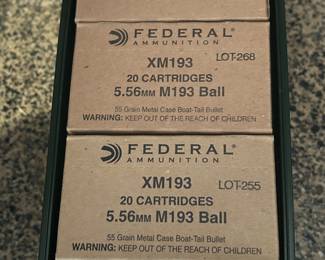 FEDERAL
AMMUNITION
XM193 LOT-268
20 CARTRIDGES
5.56MM M193 Ball
55 Grain Metal Case Boat-Tail Bullet
WARNING: KEEP OUT OF THE REACH OF CHILDREN
FEDERAL
AMMUNITION
XM193 LOT-255
20 CARTRIDGES
5.56MM M193 Ball
55 Grain Metal Case Boat-Tail Bullet
WARNING: KEEP OUT OF THE REACH OF CHILDREN